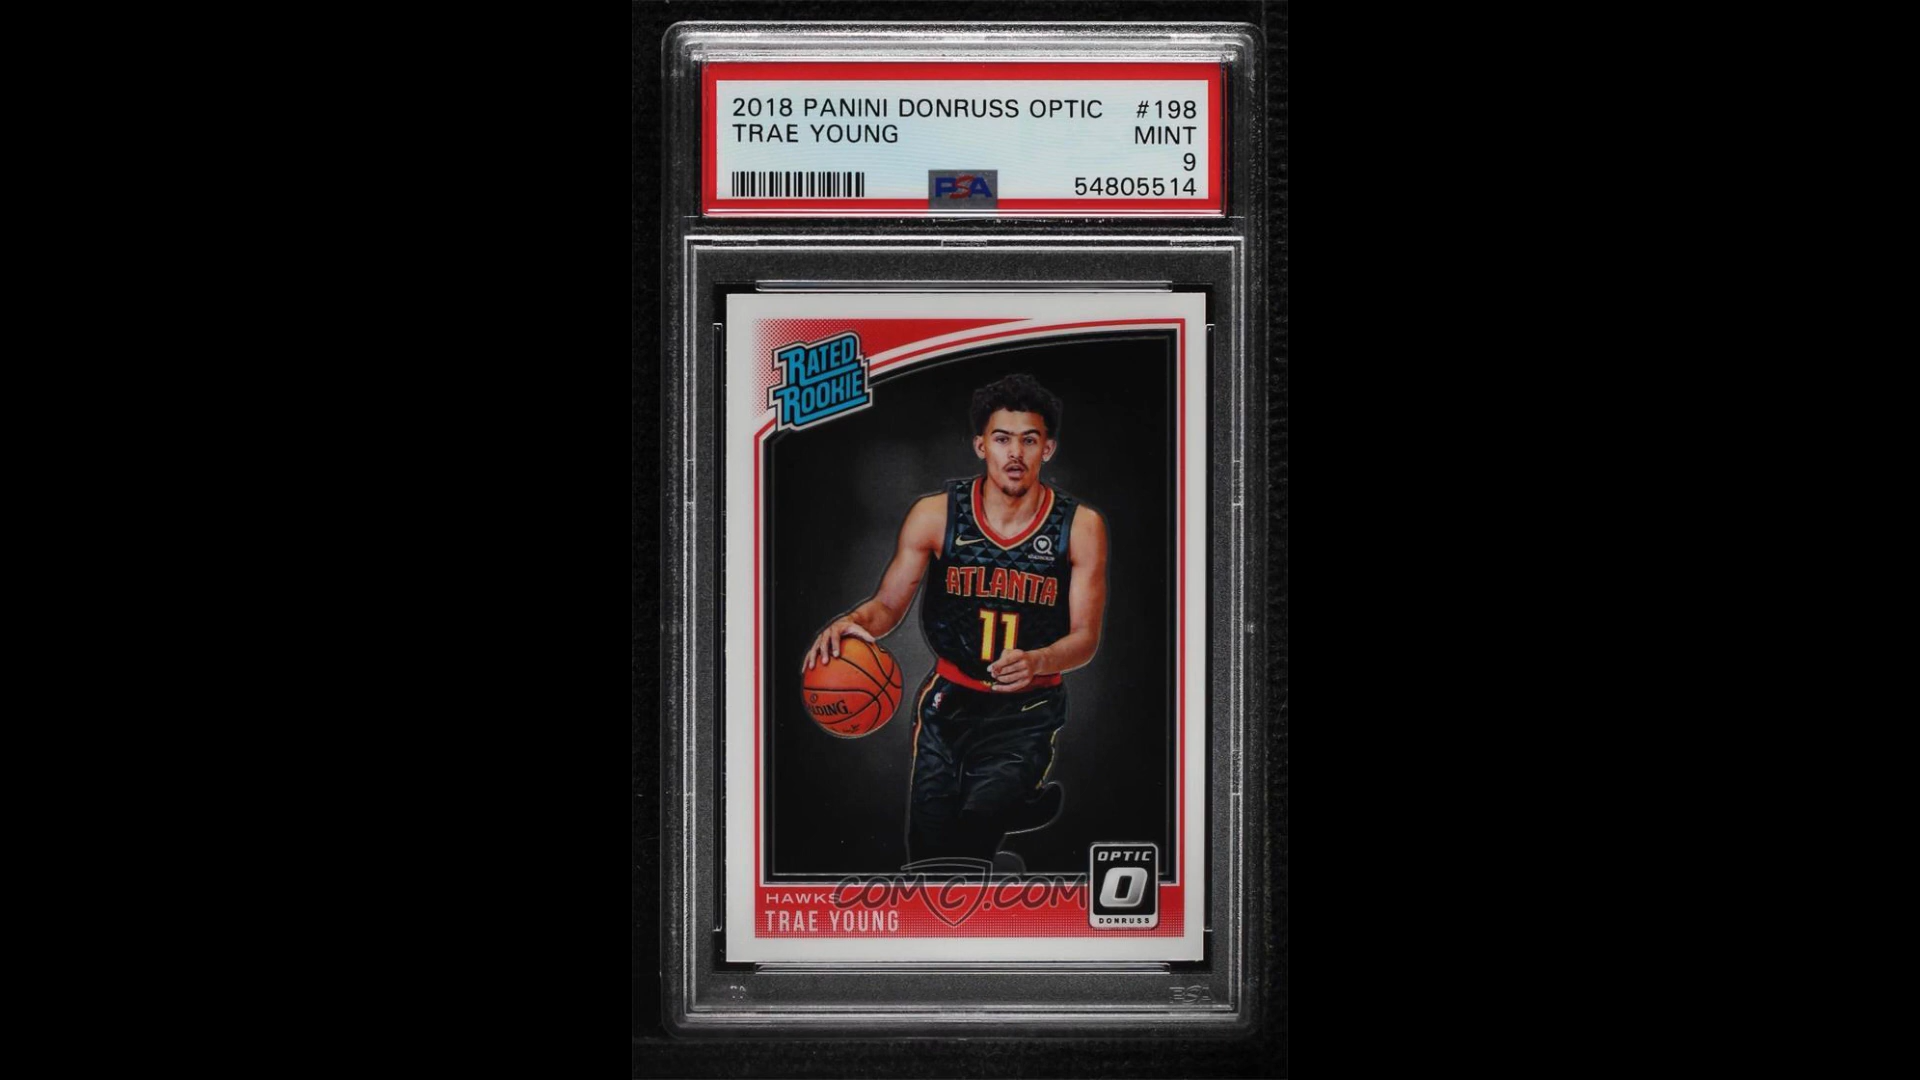 2018 PANINI DONRUSS OPTIC #198
TRAE YOUNG MINT
9
PSA 54805514
RATED
ROOKIE
ATLANTA
11
OPTIC
O
DONRUSS
HAWKS
TRAE YOUNG
COMC.COM
PSA